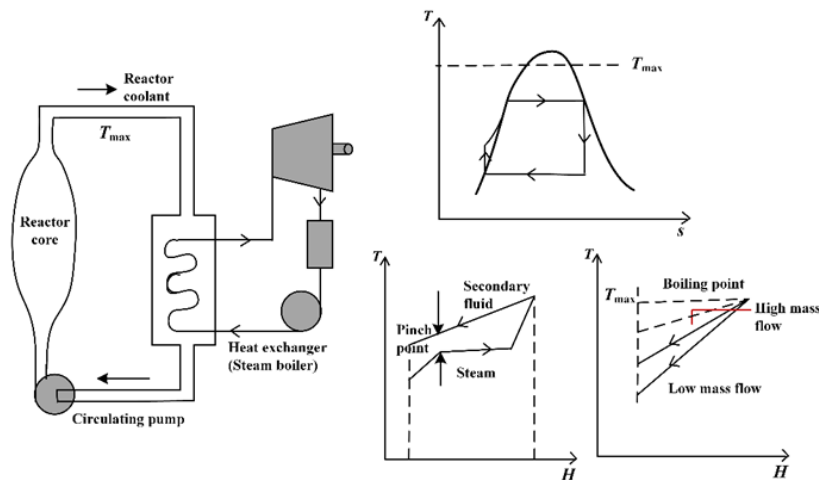 Reactor
coolant
Tmax
Reactor
core
Heat exchanger
(Steam boiler)
Circulating pump
T
Tmax
s
T
Secondary
fluid
Pinch
point
Steam
H
T
Tmax
Boiling point
High mass
flow
Low mass flow
H